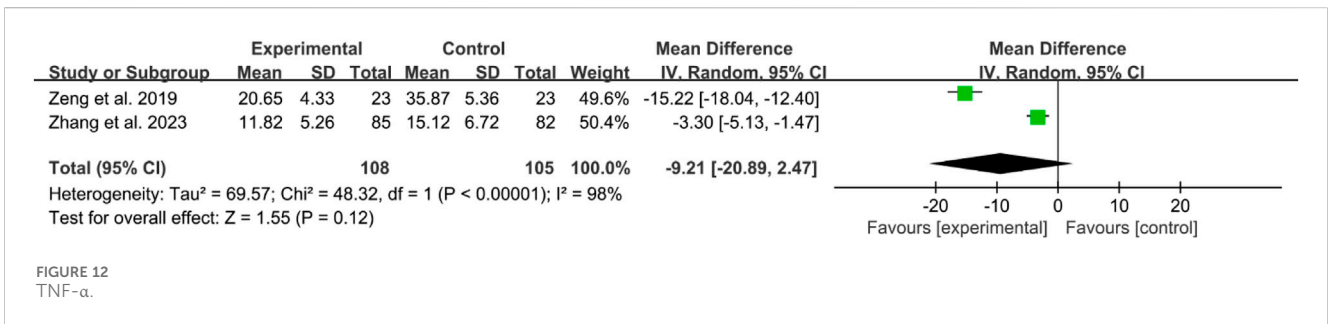 Experimental Control Mean Difference Mean Difference
Study or Subgroup Mean SD Total Mean SD Total Weight IV, Random, 95% CI IV, Random, 95% CI
Zeng et al. 2019 20.65 4.33 23 35.87 5.36 23 49.6% -15.22 [-18.04, -12.40]
Zhang et al. 2023 11.82 5.26 85 15.12 6.72 82 50.4% -3.30 [-5.13, -1.47]
Total (95% CI) 108 105 100.0% -9.21 [-20.89, 2.47]
Heterogeneity: Tau² = 69.57; Chi² = 48.32, df = 1 (P < 0.00001); I² = 98%
Test for overall effect: Z = 1.55 (P = 0.12)
-20 -10 0 10 20
Favours [experimental] Favours [control]
FIGURE 12
TNF-α.